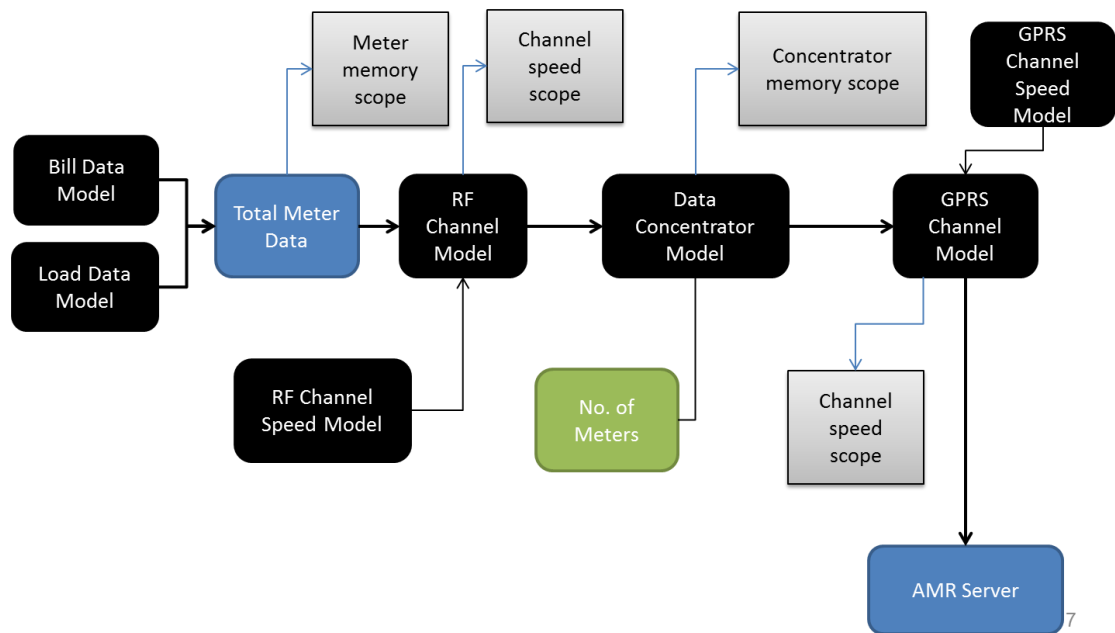 Meter
memory
scope
Channel
speed
scope
Concentrator
memory scope
GPRS
Channel
Speed
Model
Bill Data
Model
Load Data
Model
Total Meter
Data
RF
Channel
Model
Data
Concentrator
Model
GPRS
Channel
Model
RF Channel
Speed Model
No. of
Meters
Channel
speed
scope
AMR Server
7